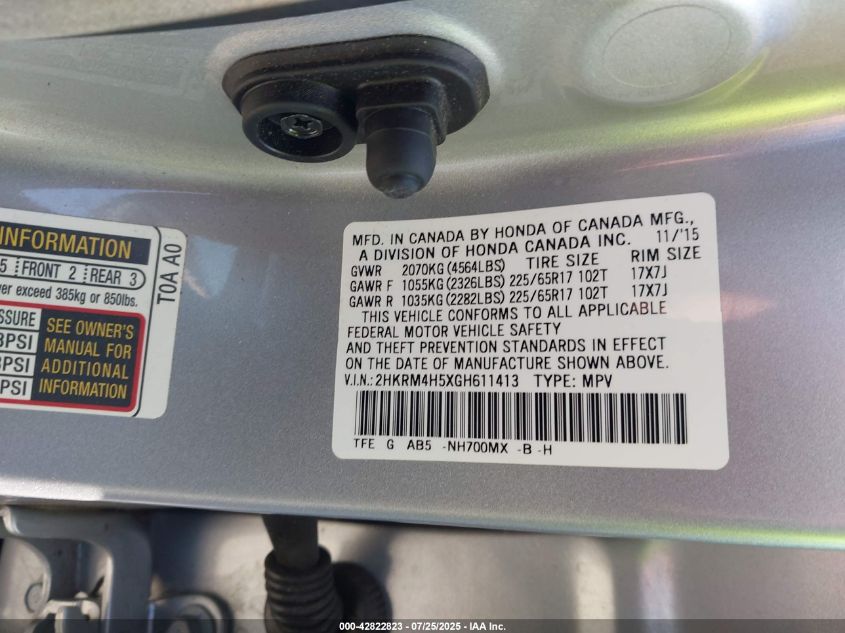 INFORMATION
5 FRONT 2 REAR 3
ver exceed 385kg or 850lbs.
SSURE
PSI
PSI
PSI
SEE OWNER'S
MANUAL FOR
ADDITIONAL
INFORMATION
T0A A0
MFD. IN CANADA BY HONDA OF CANADA MFG.,
A DIVISION OF HONDA CANADA INC. 11/'15
GVWR 2070KG (4564LBS) TIRE SIZE RIM SIZE
GAWR F 1055KG (2326LBS) 225/65R17 102T 17X7J
GAWR R 1035KG (2282LBS) 225/65R17 102T 17X7J
THIS VEHICLE CONFORMS TO ALL APPLICABLE
FEDERAL MOTOR VEHICLE SAFETY
AND THEFT PREVENTION STANDARDS IN EFFECT
ON THE DATE OF MANUFACTURE SHOWN ABOVE.
V.I.N.: 2HKRM4H5XGH611413 TYPE: MPV
TFE G AB5 -NH700MX -B -H
000-42822823 - 07/25/2025 - IAA Inc.